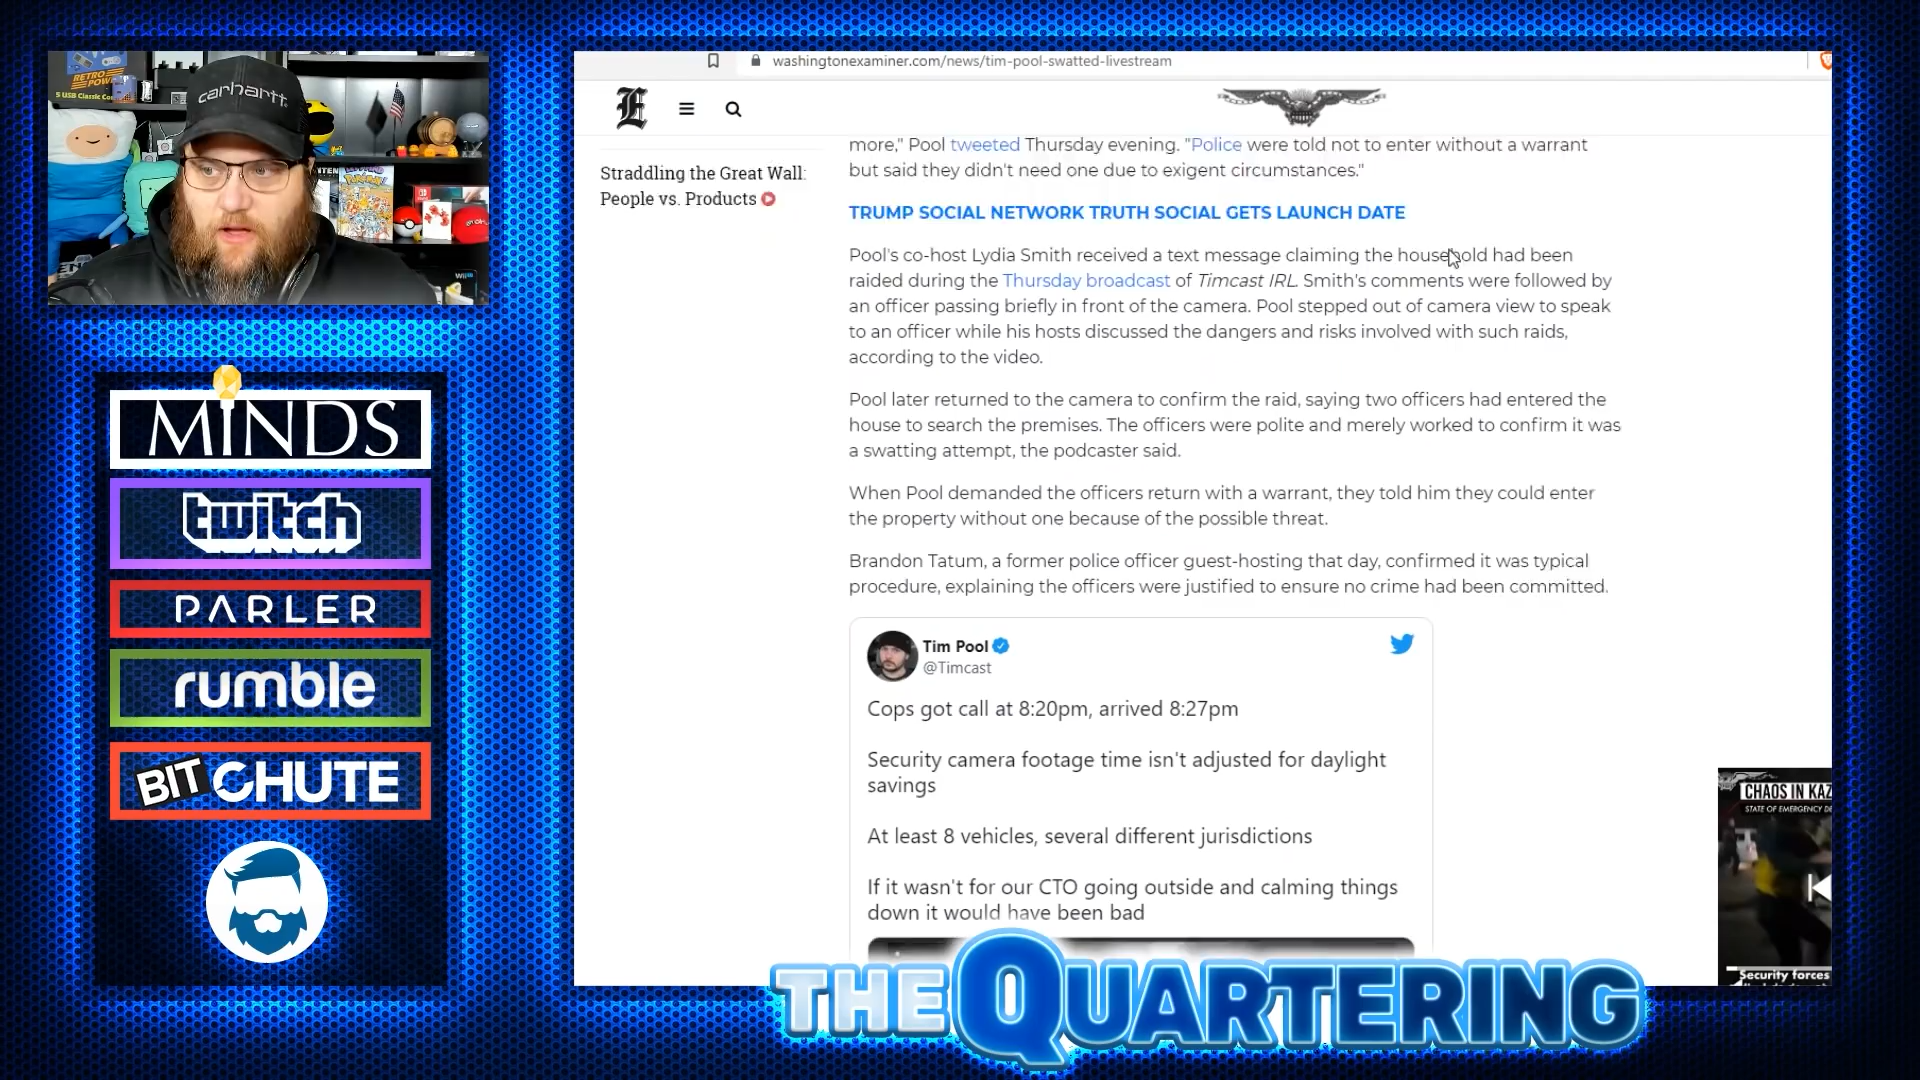 RETRO
POWER
5 USB Classic Co
carhartt
Wii
MINDS
twitch
PARLER
rumble
BITCHUTE
washingtonexaminer.com/news/tim-pool-swatted-livestream
E
Straddling the Great Wall:
People vs. Products
more," Pool tweeted Thursday evening. "Police were told not to enter without a warrant
but said they didn't need one due to exigent circumstances."
TRUMP SOCIAL NETWORK TRUTH SOCIAL GETS LAUNCH DATE
Pool's co-host Lydia Smith received a text message claiming the household had been
raided during the Thursday broadcast of Timcast IRL. Smith's comments were followed by
an officer passing briefly in front of the camera. Pool stepped out of camera view to speak
to an officer while his hosts discussed the dangers and risks involved with such raids,
according to the video.
Pool later returned to the camera to confirm the raid, saying two officers had entered the
house to search the premises. The officers were polite and merely worked to confirm it was
a swatting attempt, the podcaster said.
When Pool demanded the officers return with a warrant, they told him they could enter
the property without one because of the possible threat.
Brandon Tatum, a former police officer guest-hosting that day, confirmed it was typical
procedure, explaining the officers were justified to ensure no crime had been committed.
Tim Pool
@Timcast
Cops got call at 8:20pm, arrived 8:27pm
Security camera footage time isn't adjusted for daylight
savings
At least 8 vehicles, several different jurisdictions
If it wasn't for our CTO going outside and calming things
down it would have been bad
CHAOS IN KAZ
STATE OF EMERGENCY DE
Security forces
THE QUARTERING